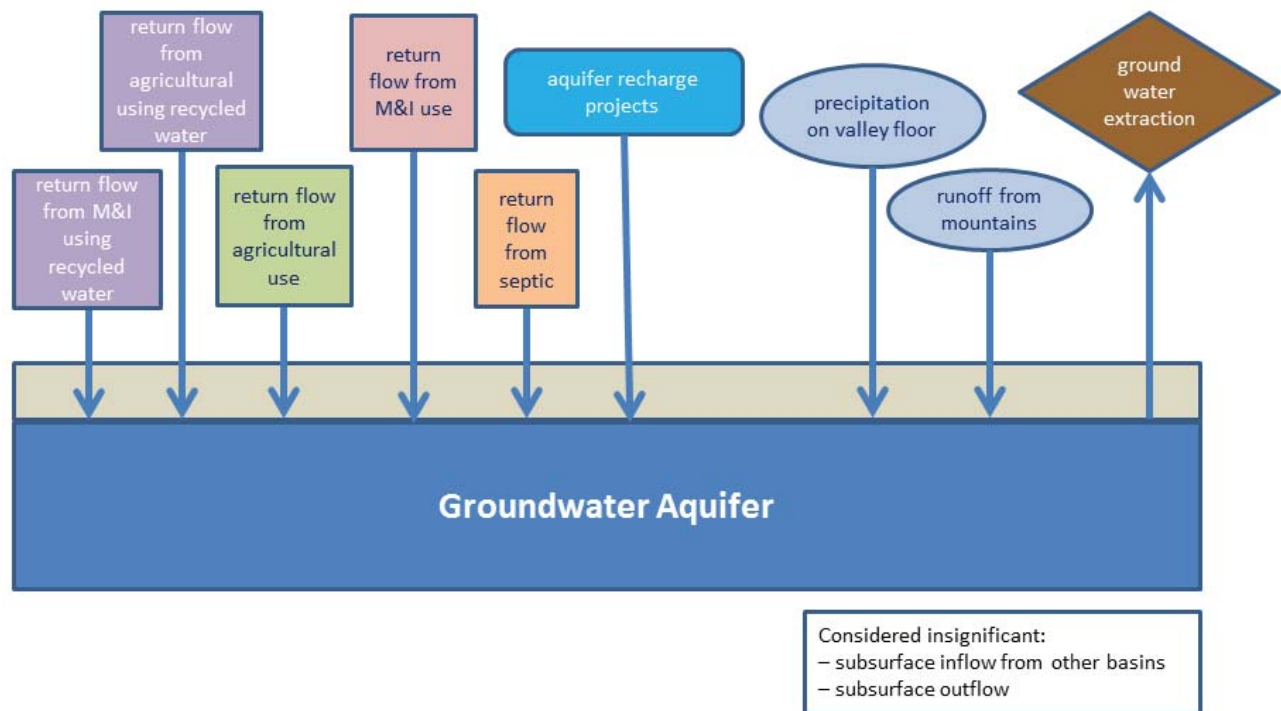 return flow
from
agricultural
using recycled
water
return flow
from M&I
using
recycled
water
return flow
from
agricultural
use
return
flow from
M&I use
return
flow
from
septic
aquifer recharge
projects
precipitation
on valley floor
runoff from
mountains
ground
water
extraction
Groundwater Aquifer
Considered insignificant:
– subsurface inflow from other basins
– subsurface outflow